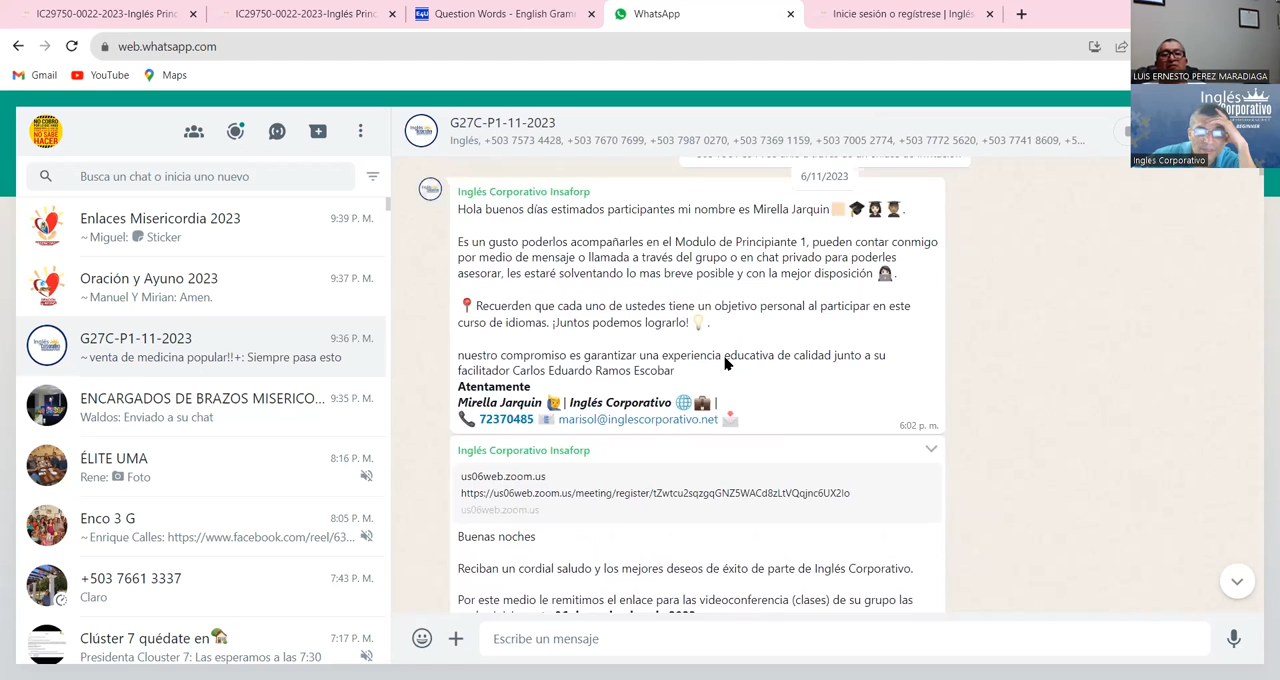 IC29750-0022-2023-Inglés Princ
IC29750-0022-2023-Inglés Princ
Question Words - English Gram
WhatsApp
Inicie sesión o regístrese | Inglés
web.whatsapp.com
Gmail
YouTube
Maps
LUIS ERNESTO PEREZ MARADIAGA
Inglés
Corporativo
BEGINNER
Ingles Corporativo
NO COBRO
HACER
Busca un chat o inicia uno nuevo
Enlaces Misericordia 2023
9:39 P. M.
~Miguel: Sticker
Oración y Ayuno 2023
9:37 P. M.
~Manuel Y Mirian: Amen.
G27C-P1-11-2023
9:36 P. M.
~venta de medicina popular!!+: Siempre pasa esto
ENCARGADOS DE BRAZOS MISERICO...
9:35 P. M.
Waldos: Enviado a su chat
ÉLITE UMA
8:16 P. M.
Rene: Foto
Enco 3 G
8:05 P. M.
~Enrique Calles: https://www.facebook.com/reel/63...
+503 7661 3337
7:43 P. M.
Claro
Clúster 7 quédate en
7:17 P. M.
Presidenta Clouster 7: Las esperamos a las 7:30
G27C-P1-11-2023
Inglés, +503 7573 4428, +503 7670 7699, +503 7987 0270, +503 7369 1159, +503 7005 2774, +503 7772 5620, +503 7741 8609, +5...
6/11/2023
Inglés Corporativo Insaforp
Hola buenos días estimados participantes mi nombre es Mirella Jarquin🏻 🎓👩🏻‍🎓👨🏾‍🎓.
Es un gusto poderlos acompañarles en el Modulo de Principiante 1, pueden contar conmigo
por medio de mensaje o llamada a través del grupo o en chat privado para poderles
asesorar, les estaré solventando lo mas breve posible y con la mejor disposición 👩🏻‍💻.
📍Recuerden que cada uno de ustedes tiene un objetivo personal al participar en este
curso de idiomas. ¡Juntos podemos lograrlo! 💡.
nuestro compromiso es garantizar una experiencia educativa de calidad junto a su
facilitador Carlos Eduardo Ramos Escobar
Atentamente
Mirella Jarquin 🙋 | Inglés Corporativo 🌐💼 |
📞 72370485 📧 marisol@inglescorporativo.net 📩
6:02 p. m.
Inglés Corporativo Insaforp
us06web.zoom.us
https://us06web.zoom.us/meeting/register/tZwtcu2sqzgqGNZ5WACd8zLtVQqjnc6UX2Io
us06web.zoom.us
Buenas noches
Reciban un cordial saludo y los mejores deseos de éxito de parte de Inglés Corporativo.
Por este medio le remitimos el enlace para las videoconferencia (clases) de su grupo las
Escribe un mensaje